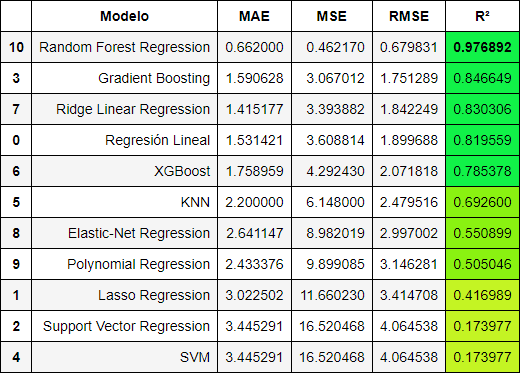 Modelo MAE MSE RMSE R²
10 Random Forest Regression 0.662000 0.462170 0.679831 0.976892
3 Gradient Boosting 1.590628 3.067012 1.751289 0.846649
7 Ridge Linear Regression 1.415177 3.393882 1.842249 0.830306
0 Regresión Lineal 1.531421 3.608814 1.899688 0.819559
6 XGBoost 1.758959 4.292430 2.071818 0.785378
5 KNN 2.200000 6.148000 2.479516 0.692600
8 Elastic-Net Regression 2.641147 8.982019 2.997002 0.550899
9 Polynomial Regression 2.433376 9.899085 3.146281 0.505046
1 Lasso Regression 3.022502 11.660230 3.414708 0.416989
2 Support Vector Regression 3.445291 16.520468 4.064538 0.173977
4 SVM 3.445291 16.520468 4.064538 0.173977